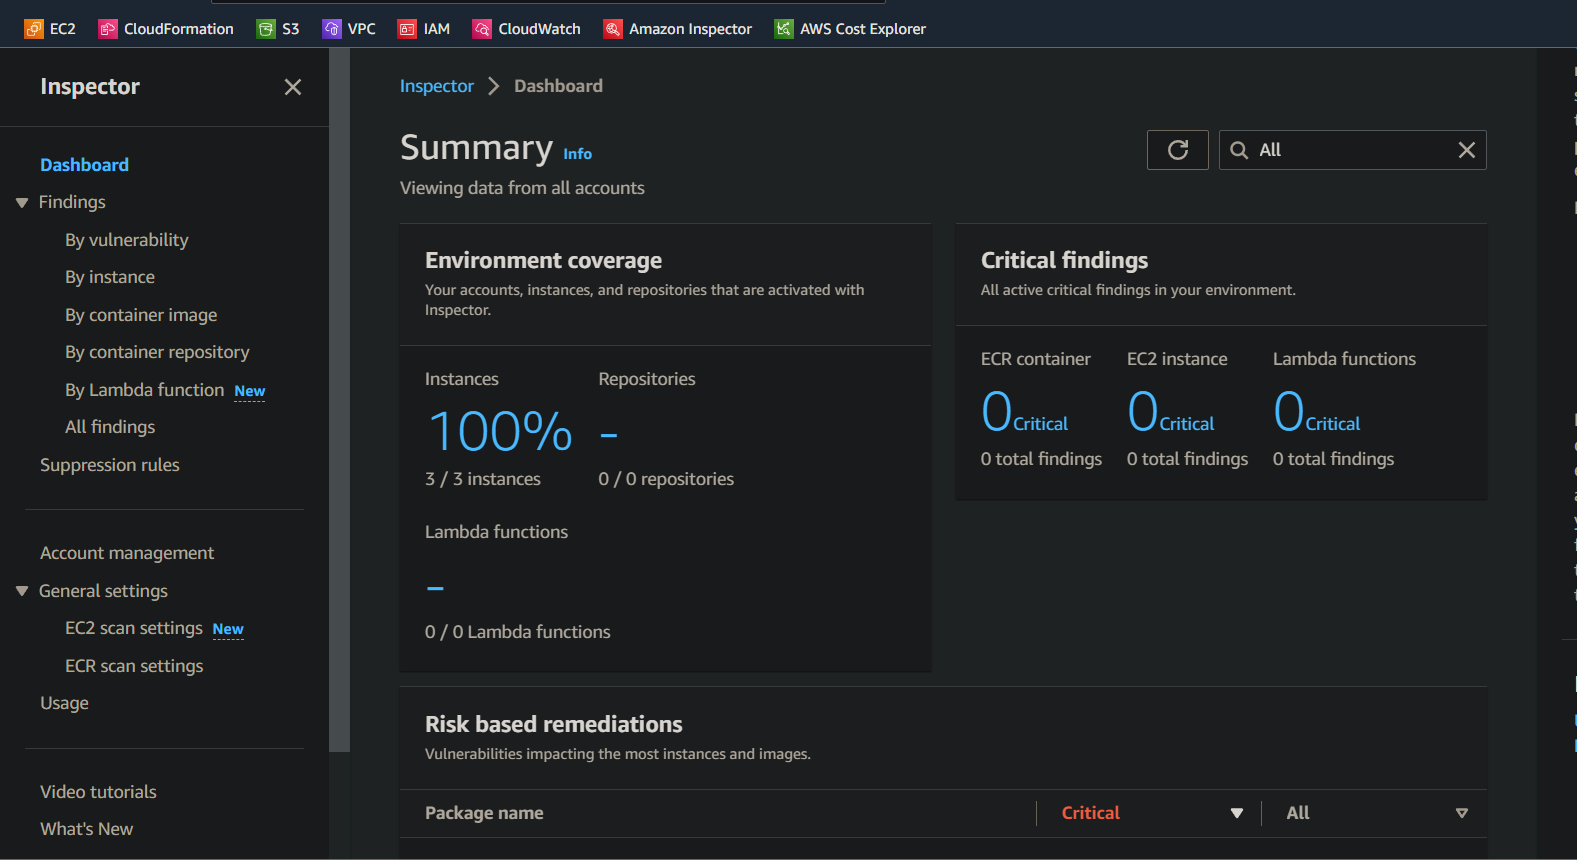 EC2 CloudFormation S3 VPC IAM CloudWatch Amazon Inspector AWS Cost Explorer
Inspector
Dashboard
Findings
By vulnerability
By instance
By container image
By container repository
By Lambda function New
All findings
Suppression rules
Account management
General settings
EC2 scan settings New
ECR scan settings
Usage
Video tutorials
What's New
Inspector Dashboard
Summary Info
Viewing data from all accounts
All
Environment coverage
Your accounts, instances, and repositories that are activated with
Inspector.
Instances Repositories
100% -
3 / 3 instances 0 / 0 repositories
Lambda functions
-
0 / 0 Lambda functions
Critical findings
All active critical findings in your environment.
ECR container EC2 instance Lambda functions
0 Critical 0 Critical 0 Critical
0 total findings 0 total findings 0 total findings
Risk based remediations
Vulnerabilities impacting the most instances and images.
Package name Critical All